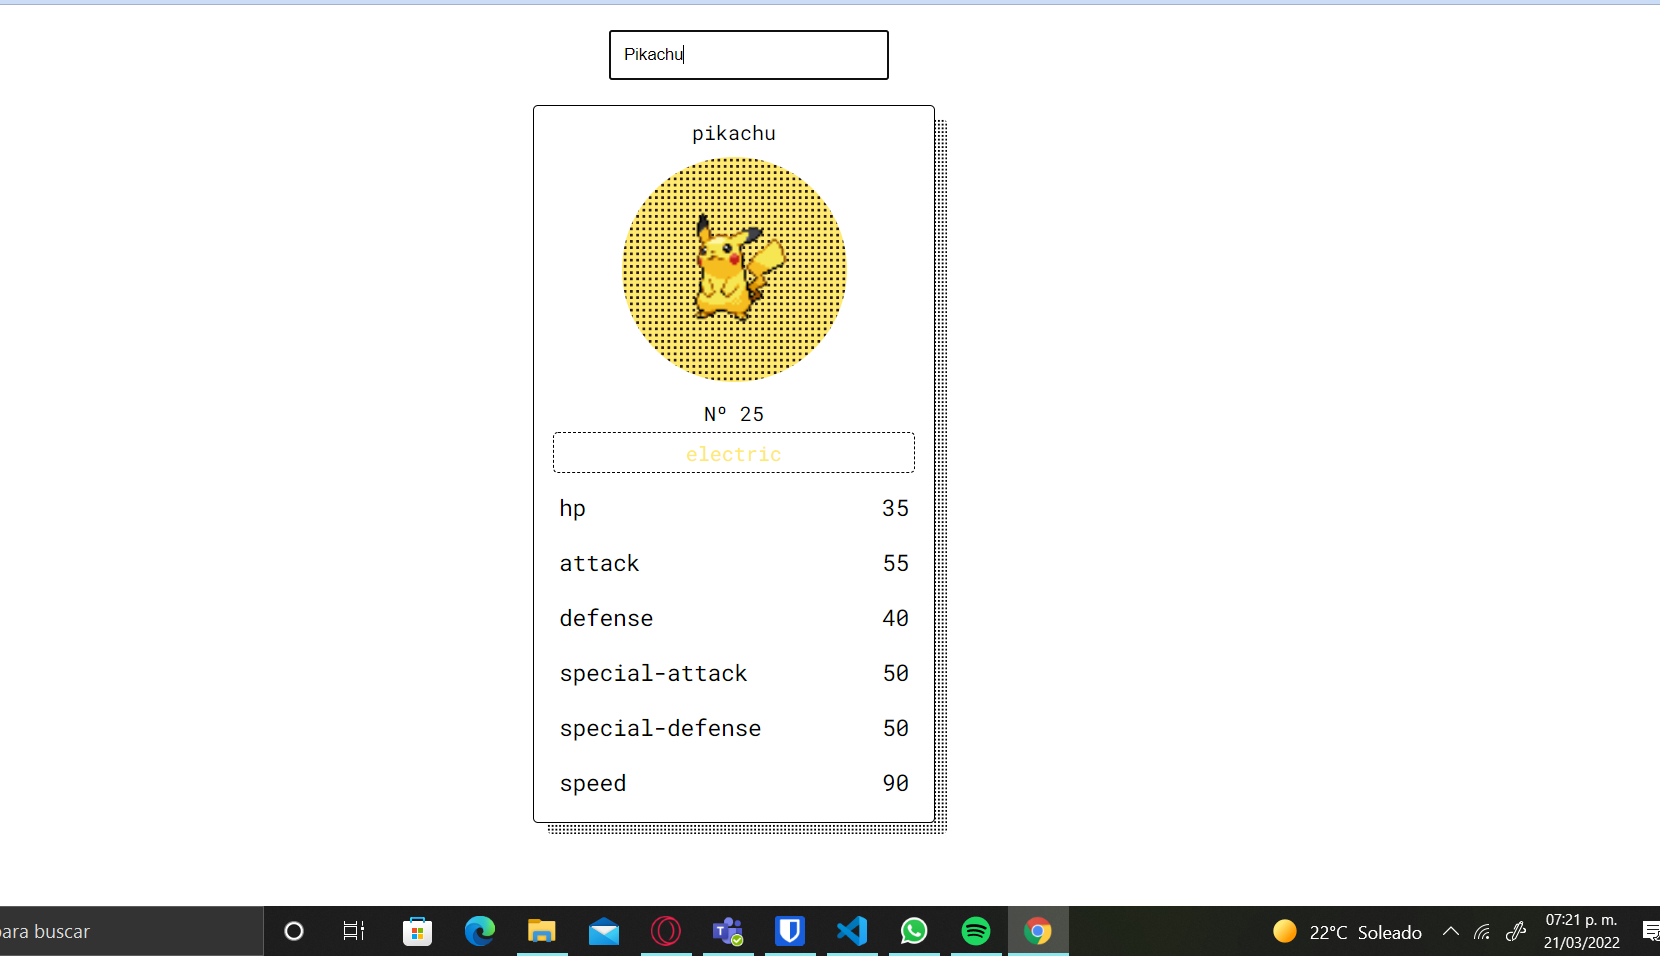 Pikachu
pikachu
Nº 25
electric
hp 35
attack 55
defense 40
special-attack 50
special-defense 50
speed 90
para buscar
22°C Soleado
07:21 p. m.
21/03/2022